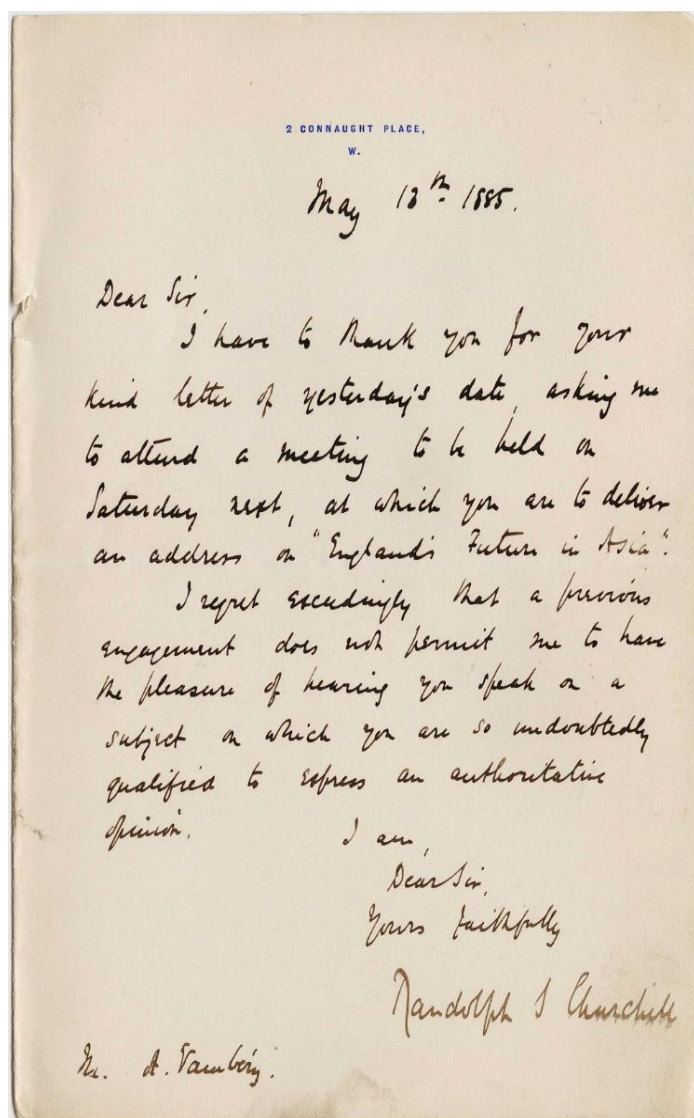 2 CONNAUGHT PLACE,
W.
May 13th 1885.
Dear Sir,
I have to thank you for your
kind letter of yesterday's date, asking me
to attend a meeting to be held on
Saturday next, at which you are to deliver
an address on "England's Future in Asia".
I regret exceedingly that a previous
engagement does not permit me to have
the pleasure of hearing you speak on a
subject on which you are so undoubtedly
qualified to express an authoritative
opinion.
I am,
Dear Sir,
Yours faithfully
Randolph S Churchill
Mr. A. Vambéry.